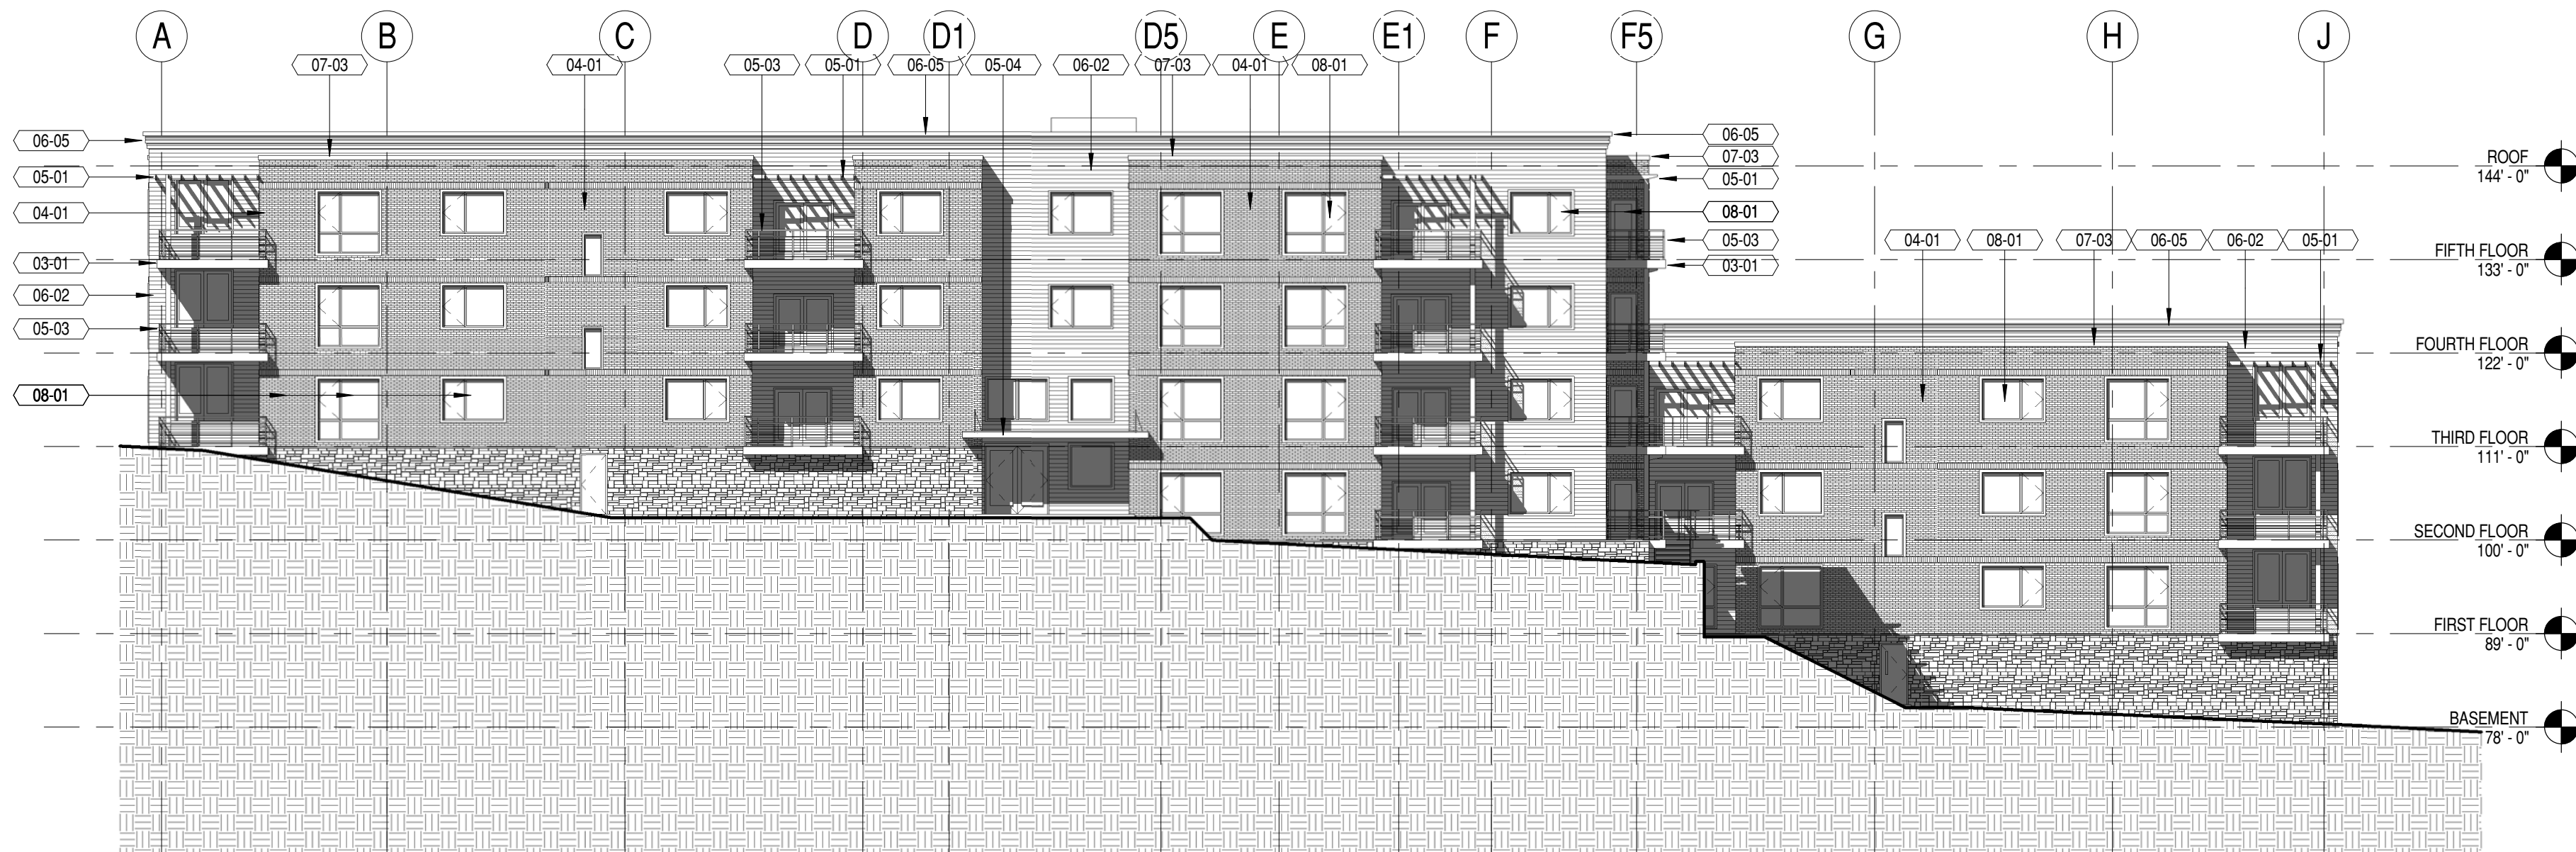 A B C D D1 D5 E E1 F F5 G H J
07-03 04-01 05-03 05-01 06-05 05-04 06-02 07-03 04-01 08-01
06-05
05-01
04-01
03-01
06-02
05-03
08-01
06-05
07-03
05-01
08-01
05-03
03-01
04-01 08-01 07-03 06-05 06-02 05-01
ROOF
144' - 0"
FIFTH FLOOR
133' - 0"
FOURTH FLOOR
122' - 0"
THIRD FLOOR
111' - 0"
SECOND FLOOR
100' - 0"
FIRST FLOOR
89' - 0"
BASEMENT
78' - 0"